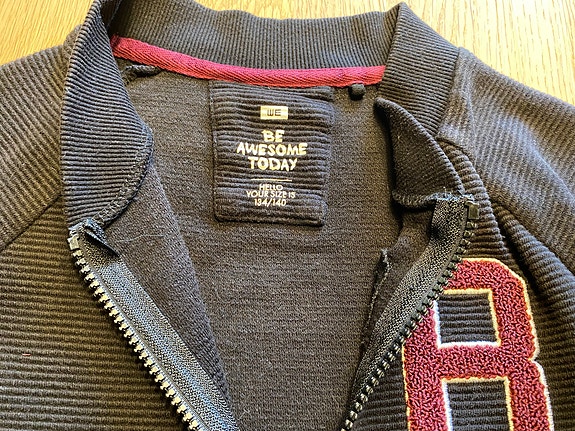 WE
BE
AWESOME
TODAY
HELLO
YOUR SIZE IS
134/140
R